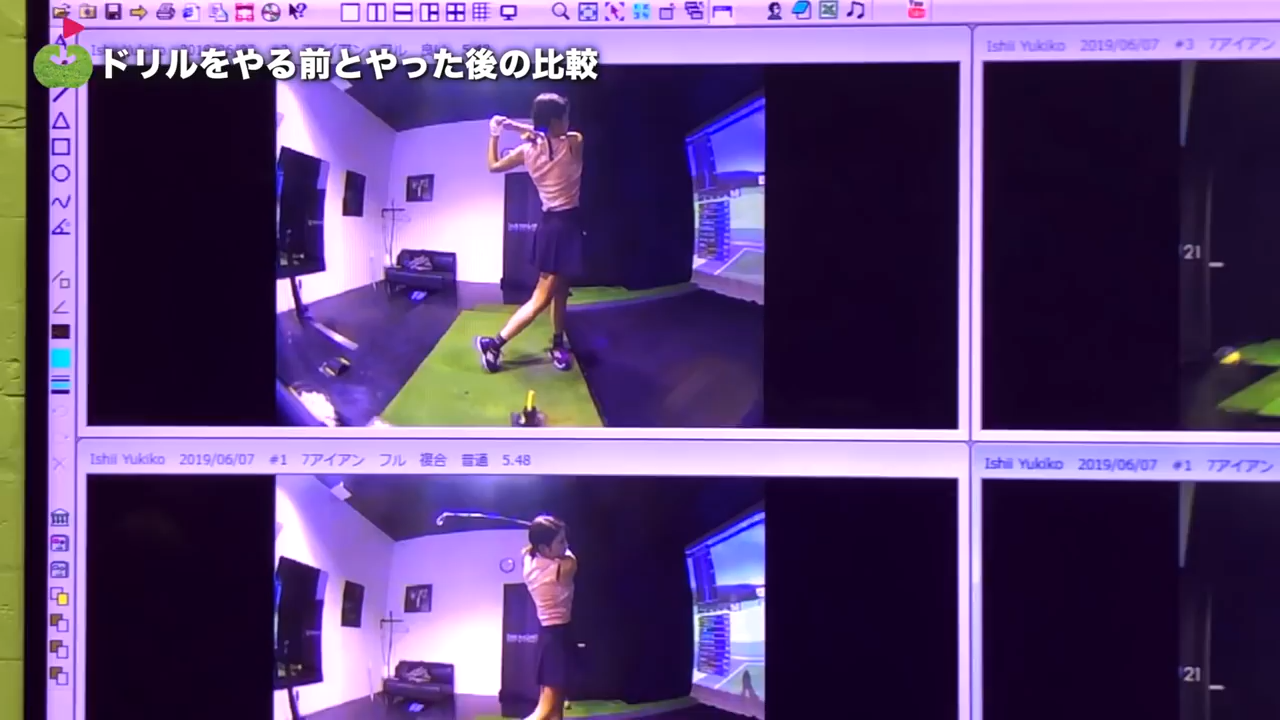 ドリルをやる前とやった後の比較
Ishii Yukiko 2019/06/07 #3 7アイアン
21
Ishii Yukiko 2019/06/07 #1 7アイアン フル 複合 普通 5.48
Ishii Yukiko 2019/06/07 #1 7アイアン
21